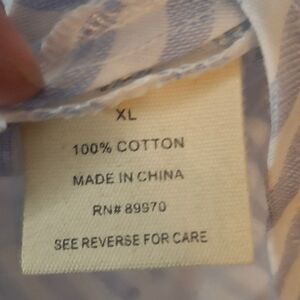 XL
100% COTTON
MADE IN CHINA
RN# 89970
SEE REVERSE FOR CARE